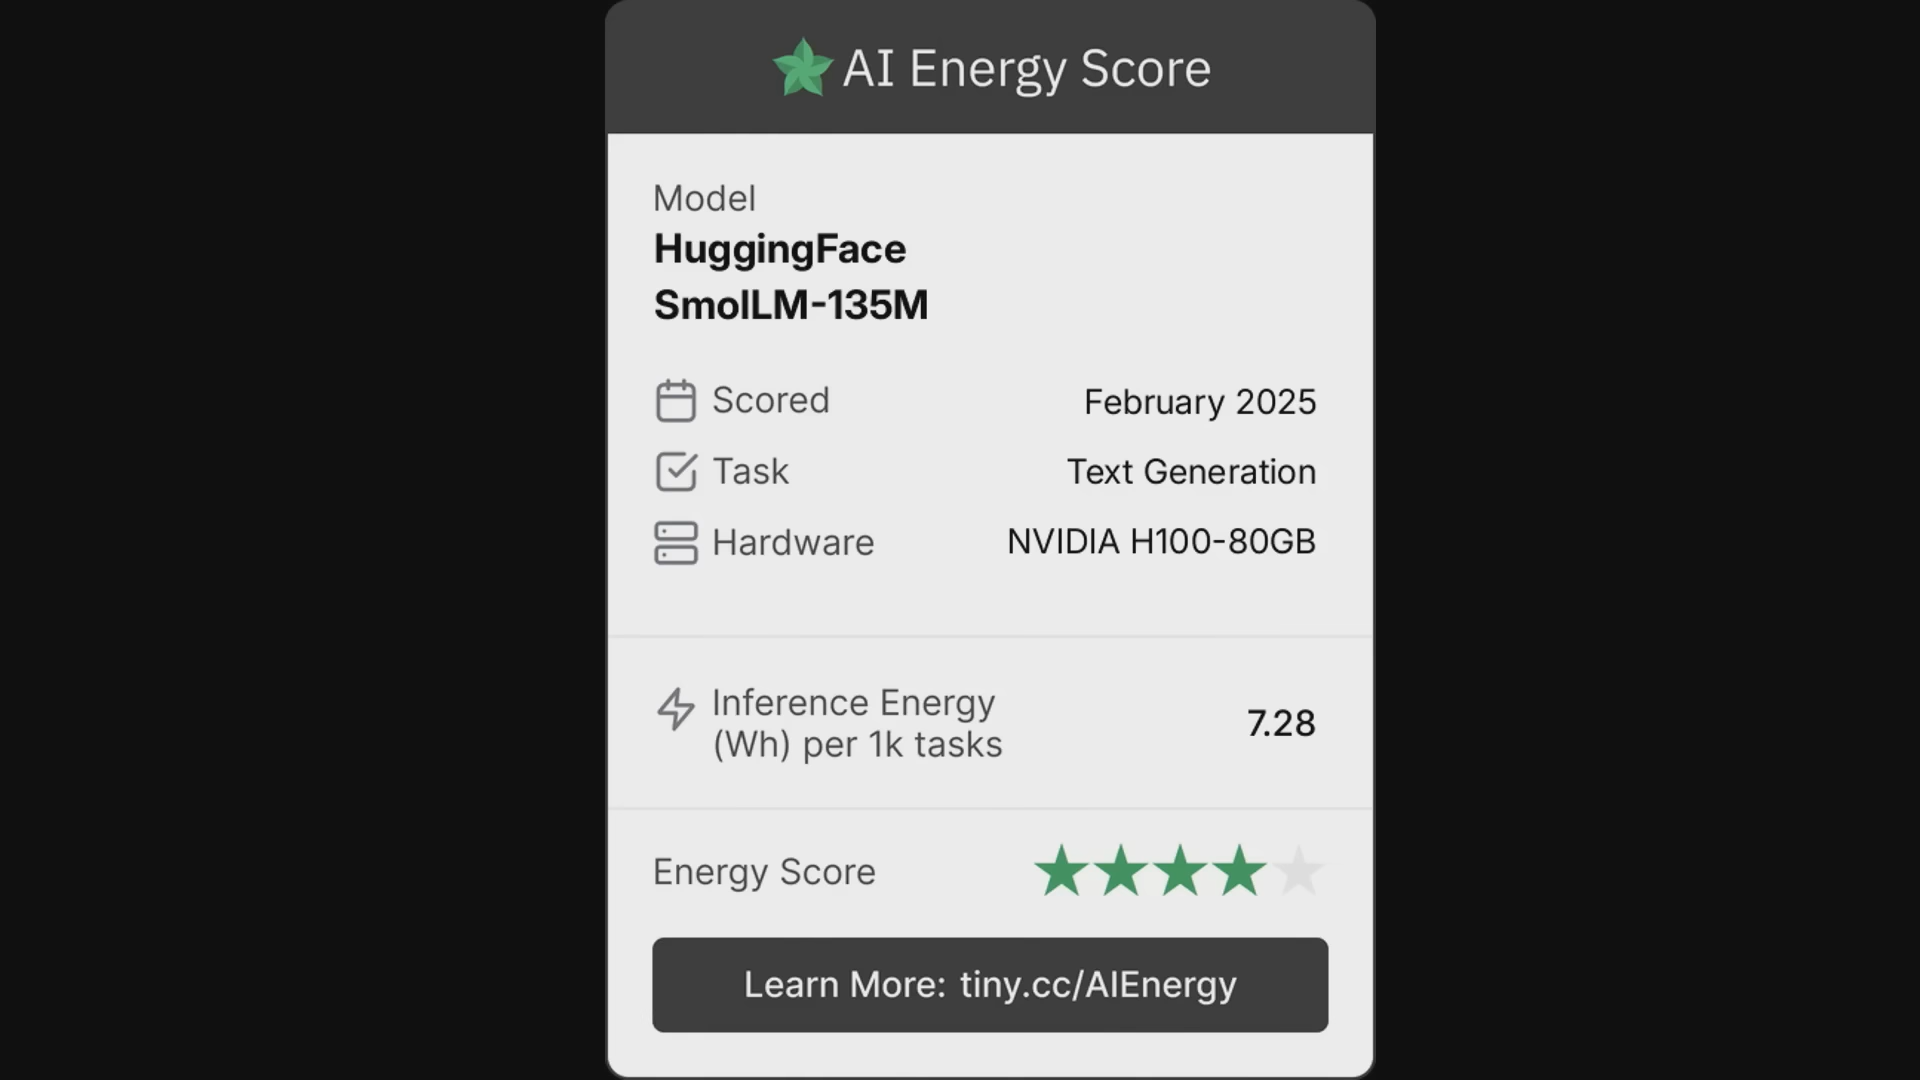 AI Energy Score
Model
HuggingFace
SmolLM-135M
Scored February 2025
Task Text Generation
Hardware NVIDIA H100-80GB
Inference Energy
(Wh) per 1k tasks 7.28
Energy Score
Learn More: tiny.cc/AIEnergy